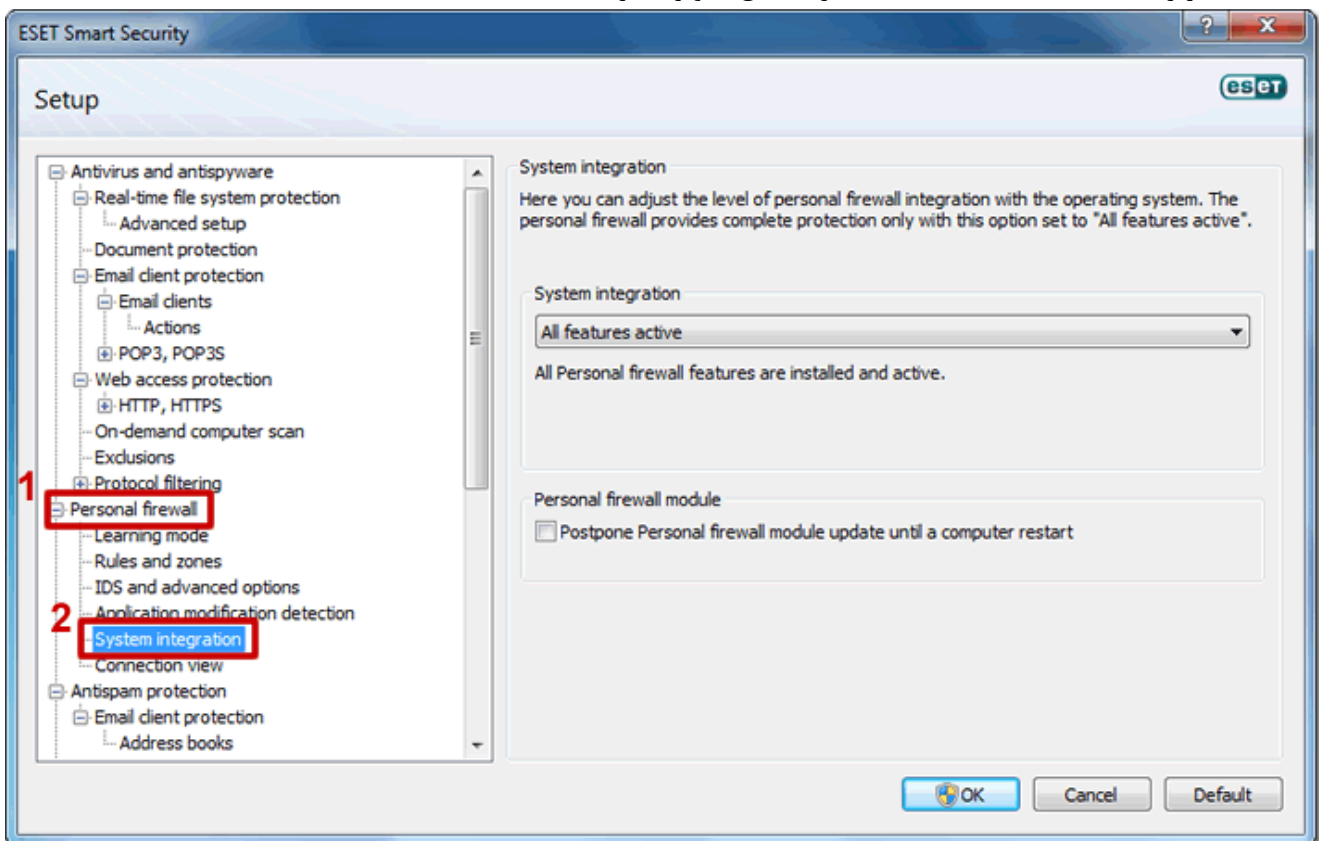 ESET Smart Security
?
X
Setup
eseT
Antivirus and antispyware
Real-time file system protection
Advanced setup
Document protection
Email client protection
Email clients
Actions
POP3, POP3S
Web access protection
HTTP, HTTPS
On-demand computer scan
Exclusions
Protocol filtering
1
Personal firewall
Learning mode
Rules and zones
IDS and advanced options
Application modification detection
2
System integration
Connection view
Antispam protection
Email client protection
Address books
System integration
Here you can adjust the level of personal firewall integration with the operating system. The
personal firewall provides complete protection only with this option set to "All features active".
System integration
All features active
All Personal firewall features are installed and active.
Personal firewall module
Postpone Personal firewall module update until a computer restart
OK
Cancel
Default